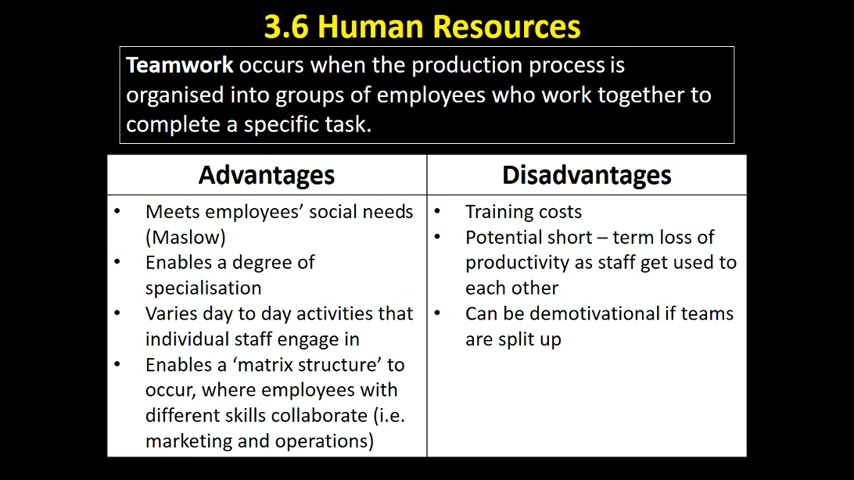 3.6 Human Resources
Teamwork occurs when the production process is
organised into groups of employees who work together to
complete a specific task.
Advantages
• Meets employees’ social needs
(Maslow)
• Enables a degree of
specialisation
• Varies day to day activities that
individual staff engage in
• Enables a ‘matrix structure’ to
occur, where employees with
different skills collaborate (i.e.
marketing and operations)
Disadvantages
• Training costs
• Potential short – term loss of
productivity as staff get used to
each other
• Can be demotivational if teams
are split up